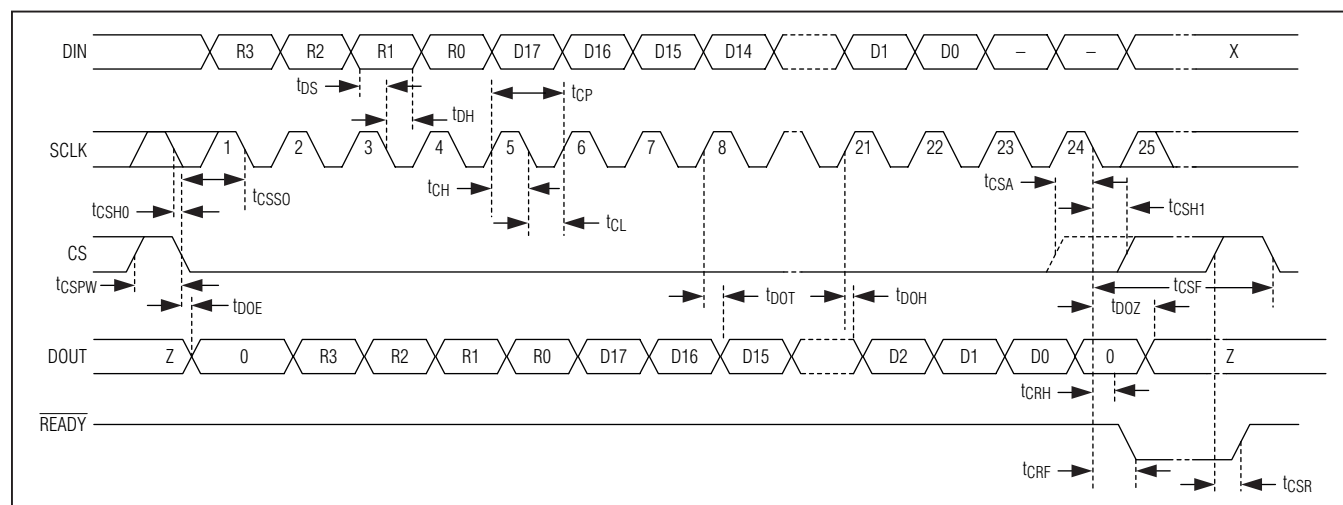 DIN R3 R2 R1 R0 D17 D16 D15 D14 D1 D0 – – X
tDS tDH tCP
SCLK 1 2 3 4 5 6 7 8 21 22 23 24 25
tCSH0 tCSSO tCH tCL tCSA tCSH1
CS
tCSPW tDOE tDOT tDOH tCSF tDOZ
DOUT Z 0 R3 R2 R1 R0 D17 D16 D15 D2 D1 D0 0 Z
tCRH
READY
tCRF tCSR